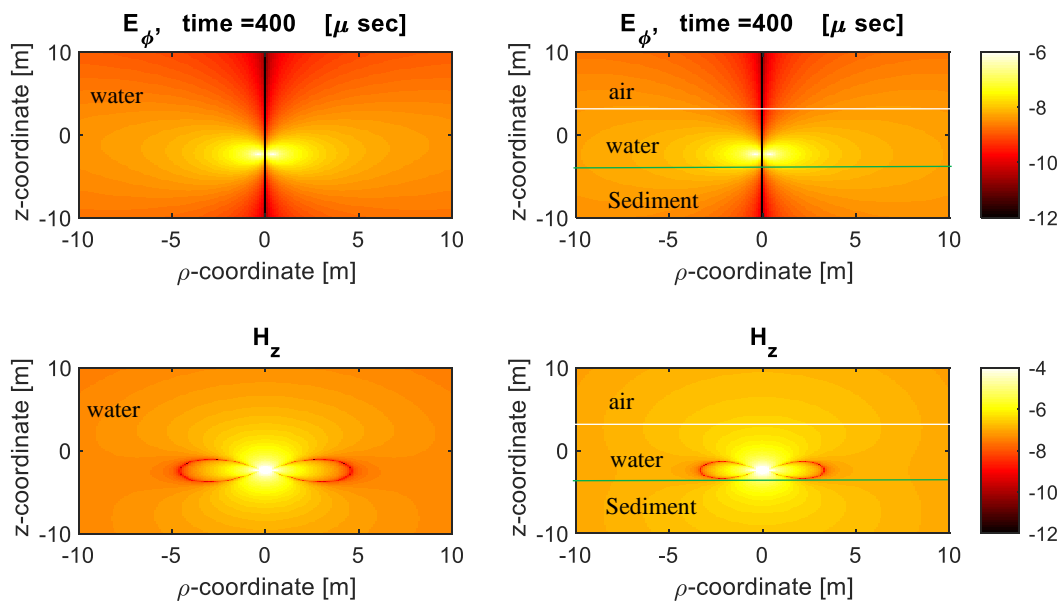 E_ϕ, time =400 [μ sec]
E_ϕ, time =400 [μ sec]
z-coordinate [m]
10
0
-10
water
-10 -5 0 5 10
ρ-coordinate [m]
z-coordinate [m]
10
0
-10
air
water
Sediment
-10 -5 0 5 10
ρ-coordinate [m]
-6
-8
-10
-12
H_z
H_z
z-coordinate [m]
10
0
-10
water
-10 -5 0 5 10
ρ-coordinate [m]
z-coordinate [m]
10
0
-10
air
water
Sediment
-10 -5 0 5 10
ρ-coordinate [m]
-4
-6
-8
-10
-12